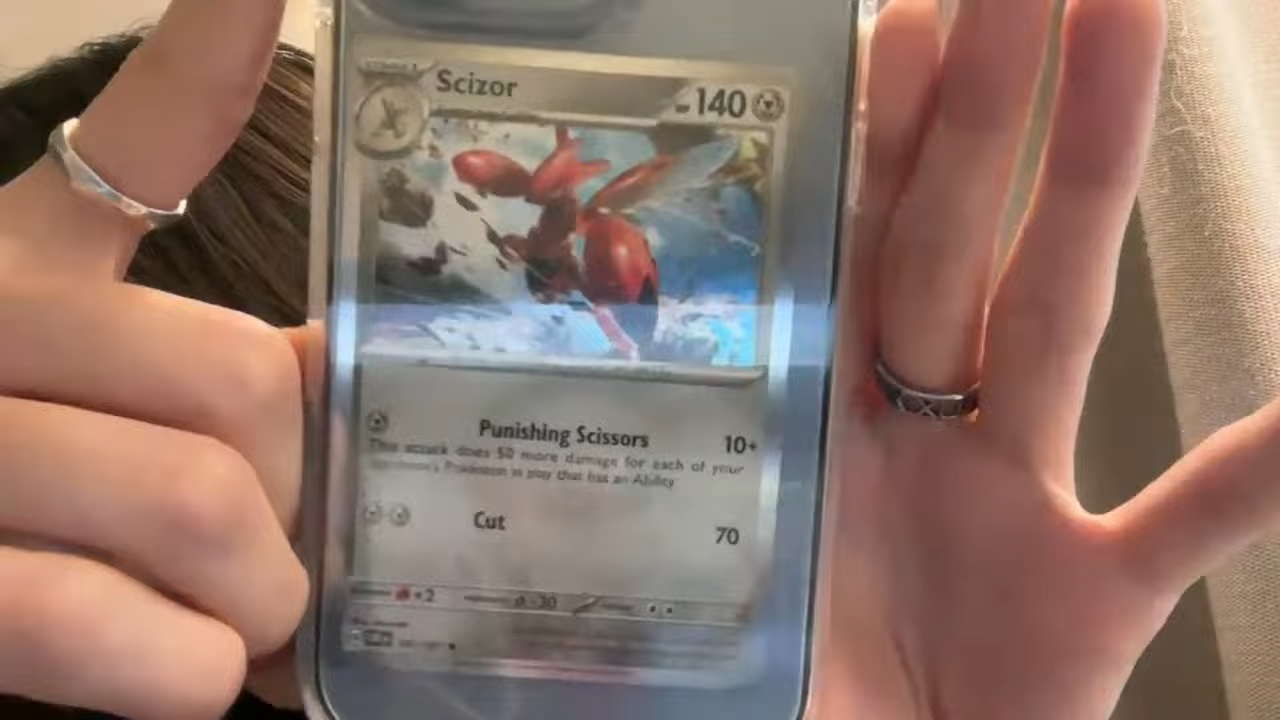 Scizor
140
Punishing Scissors 10+
This attack does 50 more damage for each of your
Pokémon in play that has an Ability
Cut 70
×2 -30